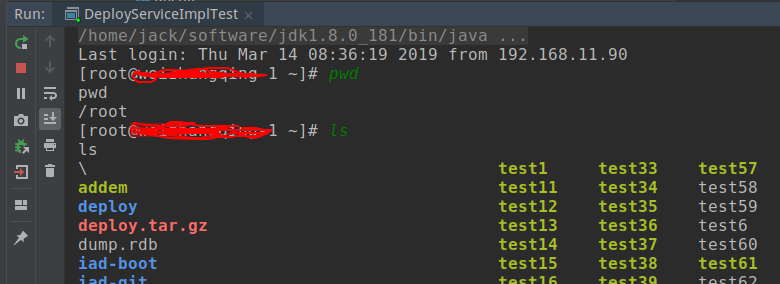 Run: DeployServiceImplTest ×
/home/jack/software/jdk1.8.0_181/bin/java ...
Last login: Thu Mar 14 08:36:19 2019 from 192.168.11.90
[root@ 1 ~]# pwd
pwd
/root
[root@ 1 ~]# ls
ls
\ test1 test33 test57
addem test11 test34 test58
deploy test12 test35 test59
deploy.tar.gz test13 test36 test6
dump.rdb test14 test37 test60
iad-boot test15 test38 test61
iad-git test16 test39 test62